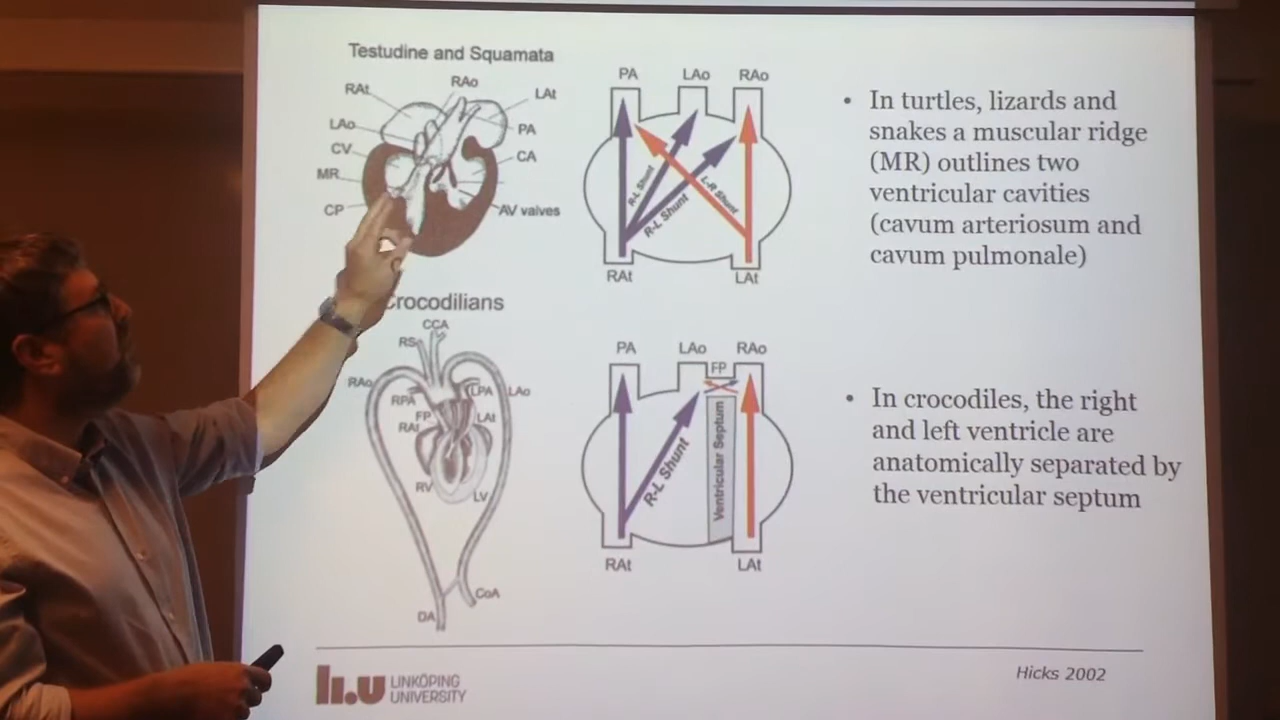 Testudine and Squamata
RAt
RAo
LAt
LAo
PA
CV
CA
MR
CP
AV valves
PA
LAo
RAo
R-L Shunt
R-L Shunt
L-R Shunt
RAt
LAt
• In turtles, lizards and
snakes a muscular ridge
(MR) outlines two
ventricular cavities
(cavum arteriosum and
cavum pulmonale)
Crocodilians
CCA
RS
RAo
RPA
LPA
LAo
FP
LAt
RAt
RV
LV
CoA
DA
PA
LAo
RAo
FP
R-L Shunt
Ventricular Septum
RAt
LAt
• In crocodiles, the right
and left ventricle are
anatomically separated by
the ventricular septum
li.u LINKÖPING
UNIVERSITY
Hicks 2002